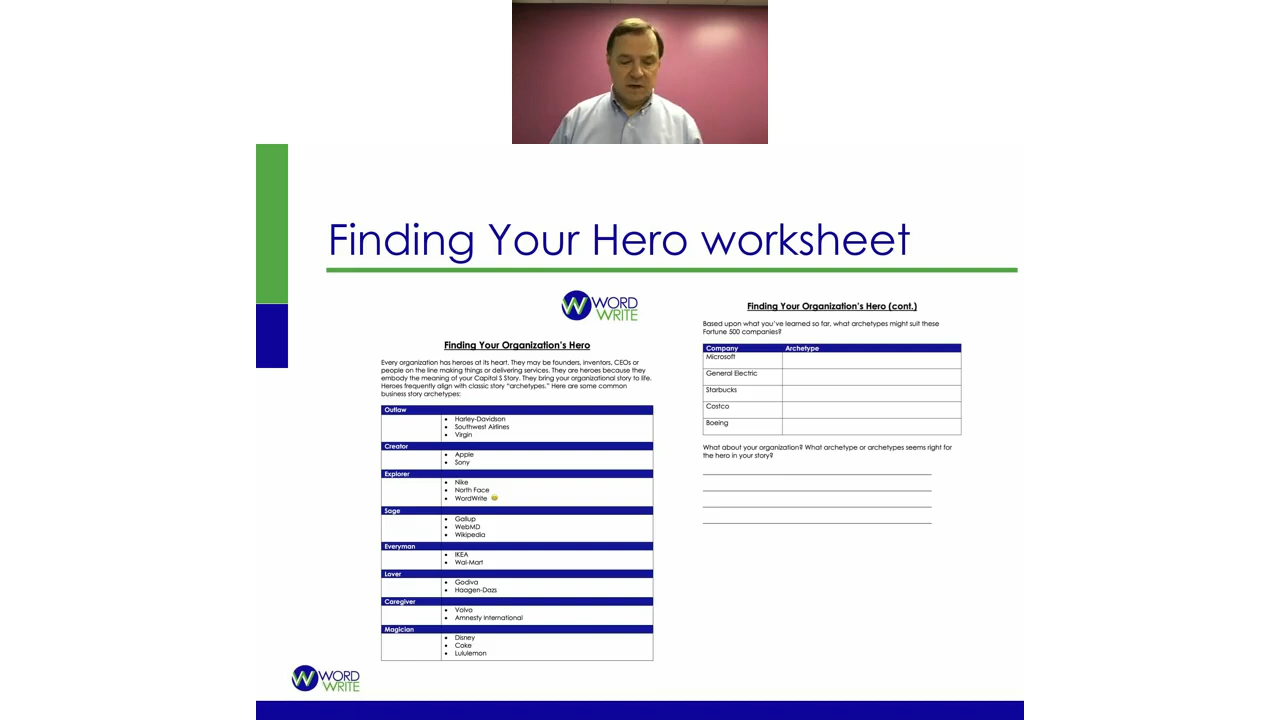 Finding Your Hero worksheet
WORD
WRITE
Finding Your Organization's Hero
Every organization has heroes at its heart. They may be founders, inventors, CEOs or
people on the line making things or delivering services. They are heroes because they
embody the meaning of your Capital S Story. They bring your organizational story to life.
Heroes frequently align with classic story "archetypes." Here are some common
business story archetypes:
Outlaw
• Harley-Davidson
• Southwest Airlines
• Virgin
Creator
• Apple
• Sony
Explorer
• Nike
• North Face
• WordWrite
Sage
• Gallup
• WebMD
• Wikipedia
Everyman
• IKEA
• Wal-Mart
Lover
• Godiva
• Haagen-Dazs
Caregiver
• Volvo
• Amnesty International
Magician
• Disney
• Coke
• Lululemon
Finding Your Organization's Hero (cont.)
Based upon what you've learned so far, what archetypes might suit these
Fortune 500 companies?
Company Archetype
Microsoft
General Electric
Starbucks
Costco
Boeing
What about your organization? What archetype or archetypes seems right for
the hero in your story?
WORD
WRITE